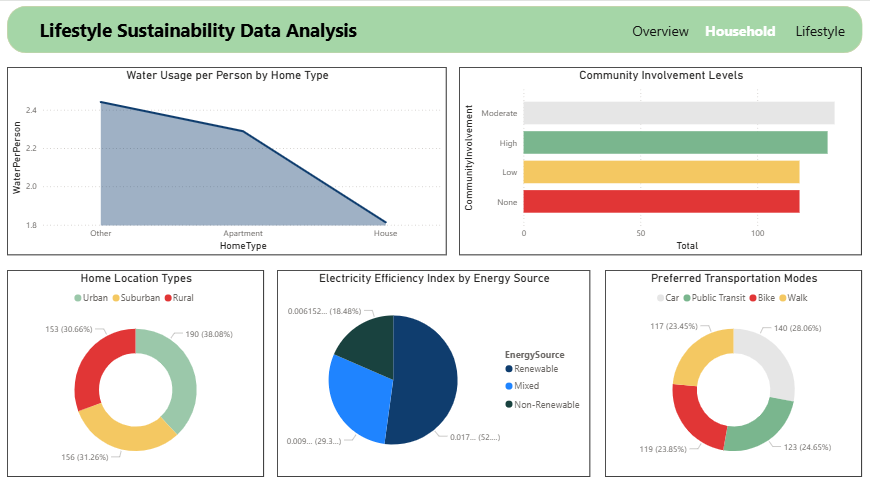 Lifestyle Sustainability Data Analysis
Overview Household Lifestyle
Water Usage per Person by Home Type
WaterPerPerson
2.4
2.2
2.0
1.8
Other Apartment House
HomeType
Community Involvement Levels
CommunityInvolvement
Moderate
High
Low
None
0 50 100
Total
Home Location Types
Urban Suburban Rural
153 (30.66%)
190 (38.08%)
156 (31.26%)
Electricity Efficiency Index by Energy Source
0.006152... (18.48%)
0.009... (29.3...)
0.017... (52....)
EnergySource
Renewable
Mixed
Non-Renewable
Preferred Transportation Modes
Car Public Transit Bike Walk
117 (23.45%)
140 (28.06%)
119 (23.85%)
123 (24.65%)